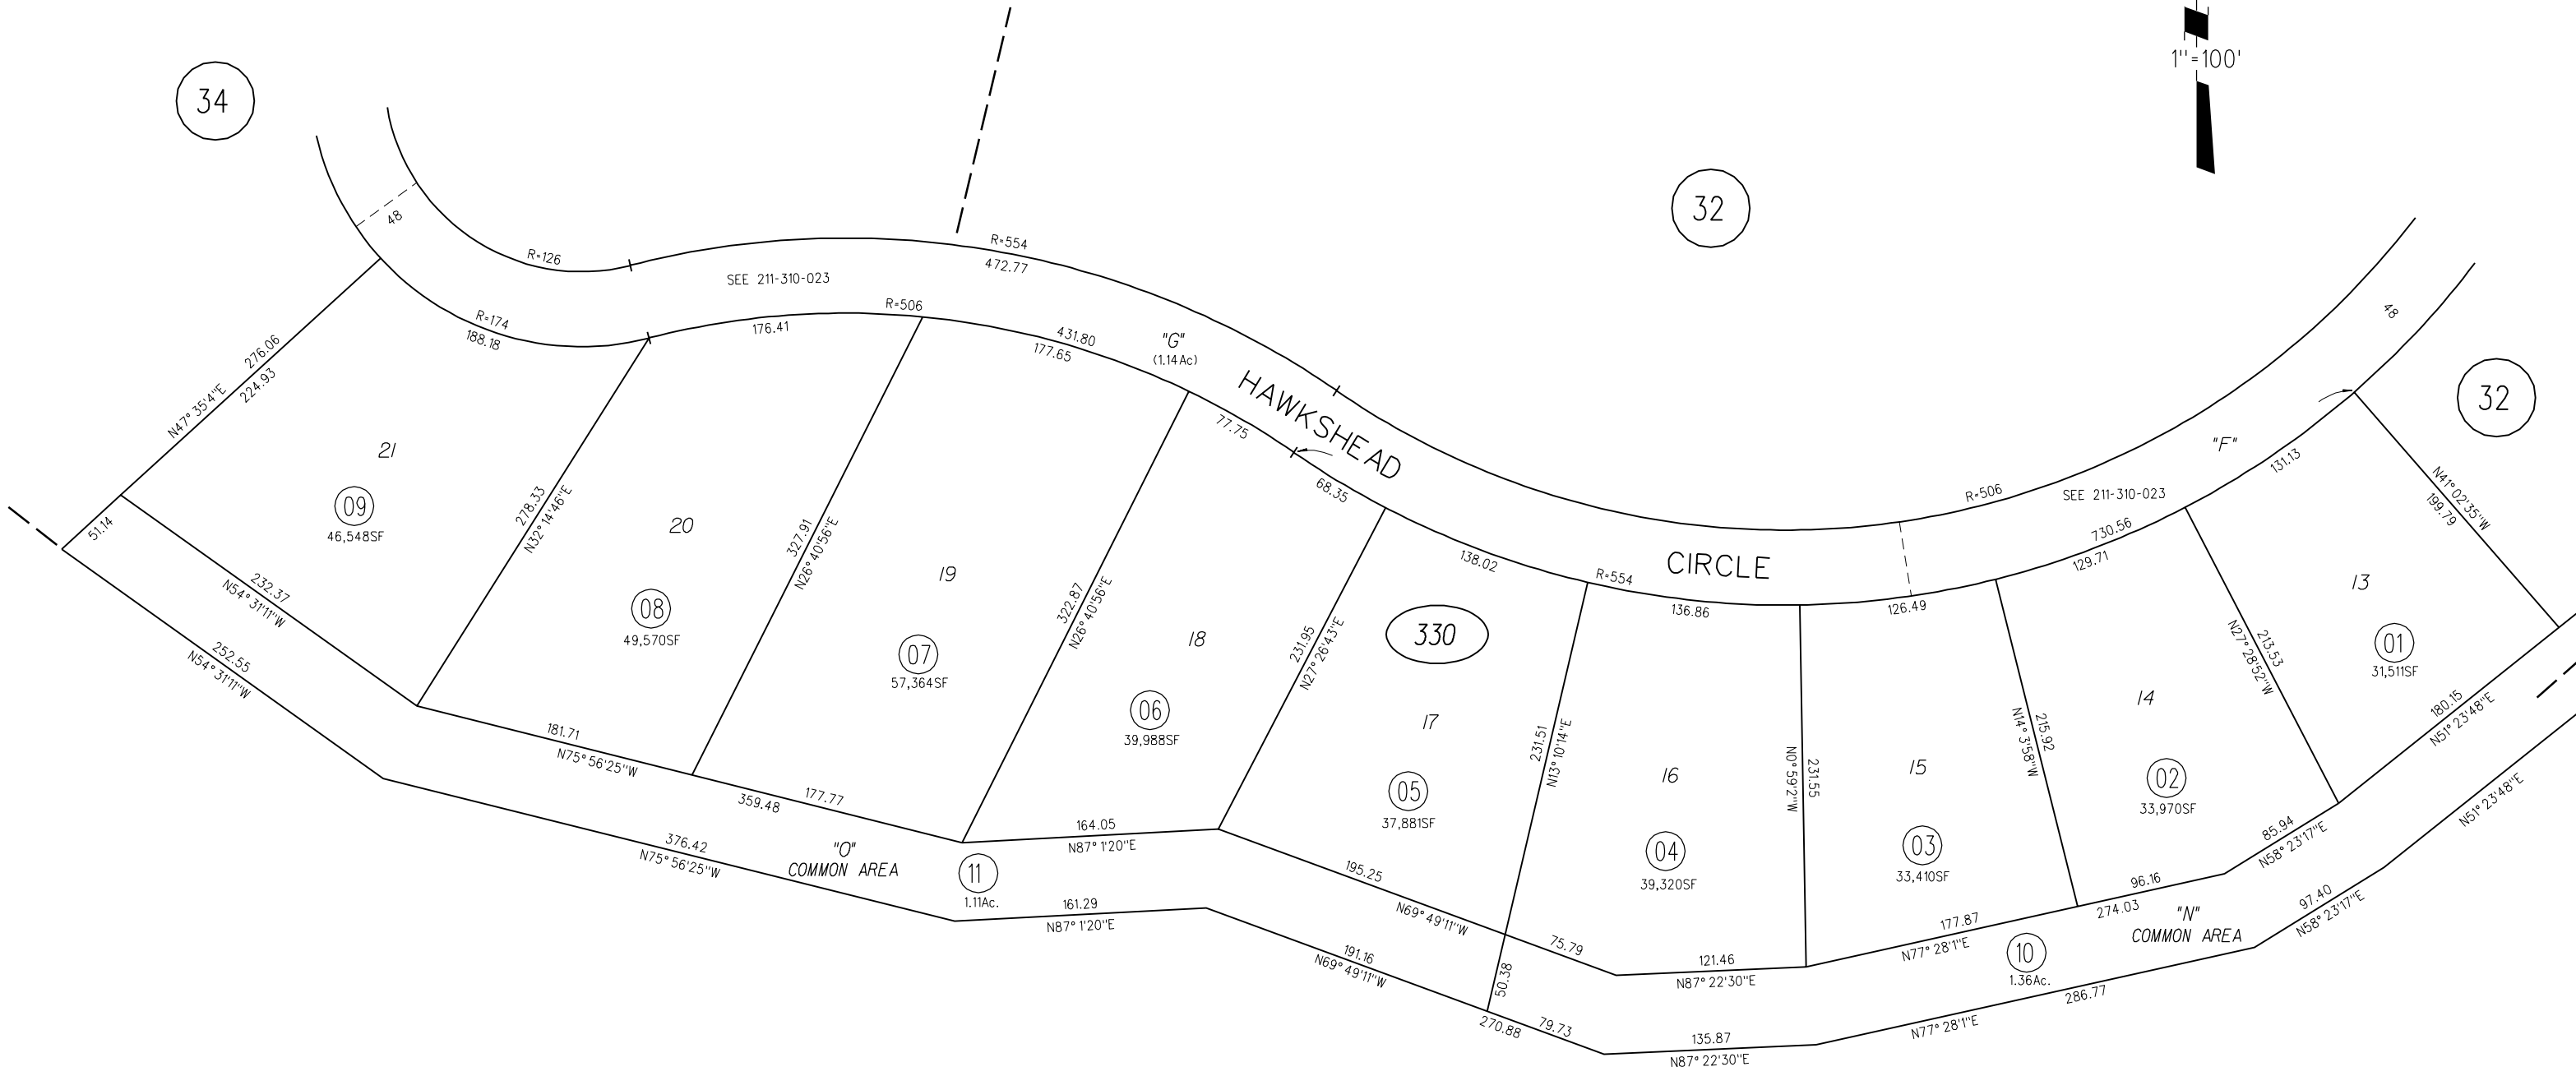 1"=100'
34
32
32
48
R=126
R=554
472.77
SEE 211-310-023
R=506
176.41
R=174
188.18
431.80
177.65
"G"
(1.14Ac)
HAWKSHEAD
CIRCLE
77.75
68.35
138.02
R=554
136.86
126.49
R=506
SEE 211-310-023
"F"
48
730.56
129.71
131.13
N47°35'4"E
276.06
224.93
51.14
21
09
46,548SF
232.37
N54°31'11"W
252.55
N54°31'11"W
278.33
N32°14'46"E
20
08
49,570SF
181.71
N75°56'25"W
327.91
N26°40'56"E
19
07
57,364SF
359.48
177.77
376.42
N75°56'25"W
322.87
N26°40'56"E
18
06
39,988SF
164.05
N87°1'20"E
"O"
COMMON AREA
11
1.11Ac.
161.29
N87°1'20"E
231.95
N27°26'43"E
330
17
05
37,881SF
195.25
N69°49'11"W
191.16
N69°49'11"W
231.51
N13°10'14"E
50.38
270.88
79.73
16
04
39,320SF
75.79
121.46
N87°22'30"E
135.87
N87°22'30"E
N0°59'2"W
231.55
15
03
33,410SF
177.87
N77°28'1"E
10
1.36Ac.
N77°28'1"E
286.77
N14°3'58"W
215.92
14
02
33,970SF
96.16
274.03
"N"
COMMON AREA
85.94
N58°23'17"E
97.40
N58°23'17"E
N27°28'52"W
213.53
13
01
31,511SF
N41°02'35"W
199.79
180.15
N51°23'48"E
N51°23'48"E